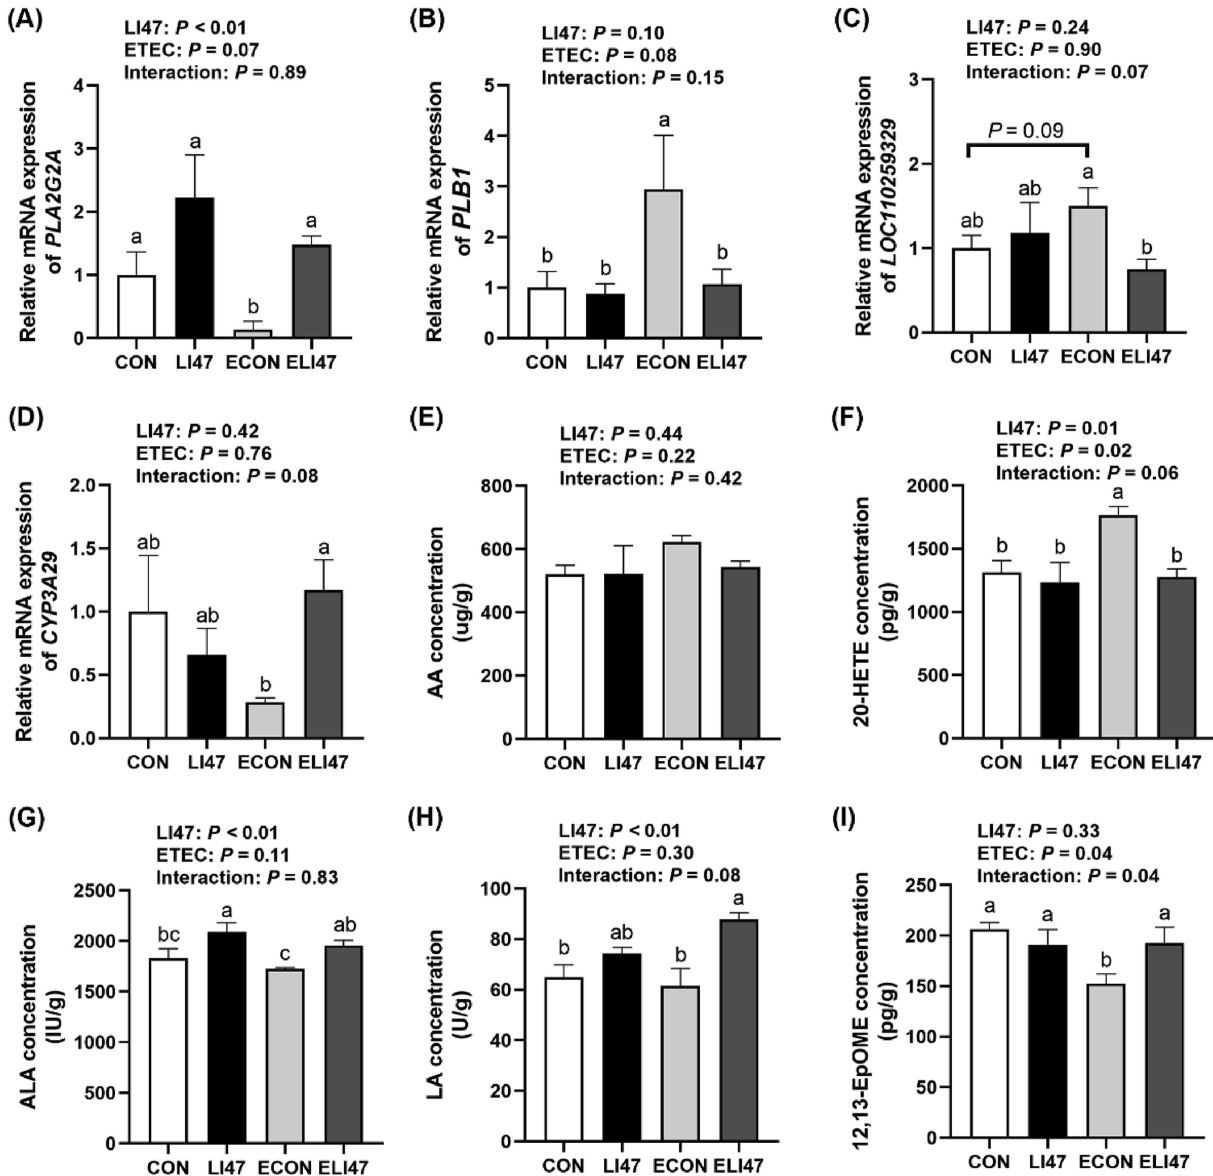 (A)
LI47: P < 0.01
ETEC: P = 0.07
Interaction: P = 0.89
Relative mRNA expression
of PLA2G2A
4
3
2
1
0
a
a
b
a
CON LI47 ECON ELI47
(B)
LI47: P = 0.10
ETEC: P = 0.08
Interaction: P = 0.15
Relative mRNA expression
of PLB1
5
4
3
2
1
0
b
b
a
b
CON LI47 ECON ELI47
(C)
LI47: P = 0.24
ETEC: P = 0.90
Interaction: P = 0.07
Relative mRNA expression
of LOC110259329
3
2
1
0
P = 0.09
ab
ab
a
b
CON LI47 ECON ELI47
(D)
LI47: P = 0.42
ETEC: P = 0.76
Interaction: P = 0.08
Relative mRNA expression
of CYP3A29
2.0
1.5
1.0
0.5
0.0
ab
ab
b
a
CON LI47 ECON ELI47
(E)
LI47: P = 0.44
ETEC: P = 0.22
Interaction: P = 0.42
AA concentration
(ug/g)
800
600
400
200
0
CON LI47 ECON ELI47
(F)
LI47: P = 0.01
ETEC: P = 0.02
Interaction: P = 0.06
20-HETE concentration
(pg/g)
2000
1500
1000
500
0
b
b
a
b
CON LI47 ECON ELI47
(G)
LI47: P < 0.01
ETEC: P = 0.11
Interaction: P = 0.83
ALA concentration
(IU/g)
2500
2000
1500
1000
500
0
bc
a
c
ab
CON LI47 ECON ELI47
(H)
LI47: P < 0.01
ETEC: P = 0.30
Interaction: P = 0.08
LA concentration
(U/g)
100
80
60
40
20
0
b
ab
b
a
CON LI47 ECON ELI47
(I)
LI47: P = 0.33
ETEC: P = 0.04
Interaction: P = 0.04
12,13-EpOME concentration
(pg/g)
250
200
150
100
50
0
a
a
b
a
CON LI47 ECON ELI47